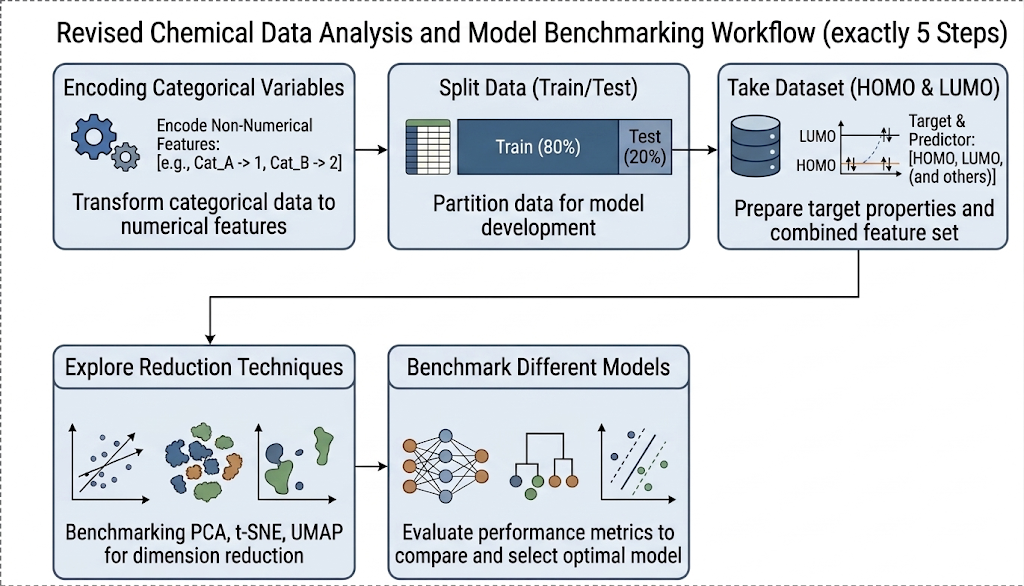 Revised Chemical Data Analysis and Model Benchmarking Workflow (exactly 5 Steps)
Encoding Categorical Variables
Encode Non-Numerical
Features:
[e.g., Cat_A -> 1, Cat_B -> 2]
Transform categorical data to
numerical features
Split Data (Train/Test)
Train (80%)
Test
(20%)
Partition data for model
development
Take Dataset (HOMO & LUMO)
LUMO
HOMO
Target &
Predictor:
[HOMO, LUMO,
(and others)]
Prepare target properties and
combined feature set
Explore Reduction Techniques
Benchmarking PCA, t-SNE, UMAP
for dimension reduction
Benchmark Different Models
Evaluate performance metrics to
compare and select optimal model